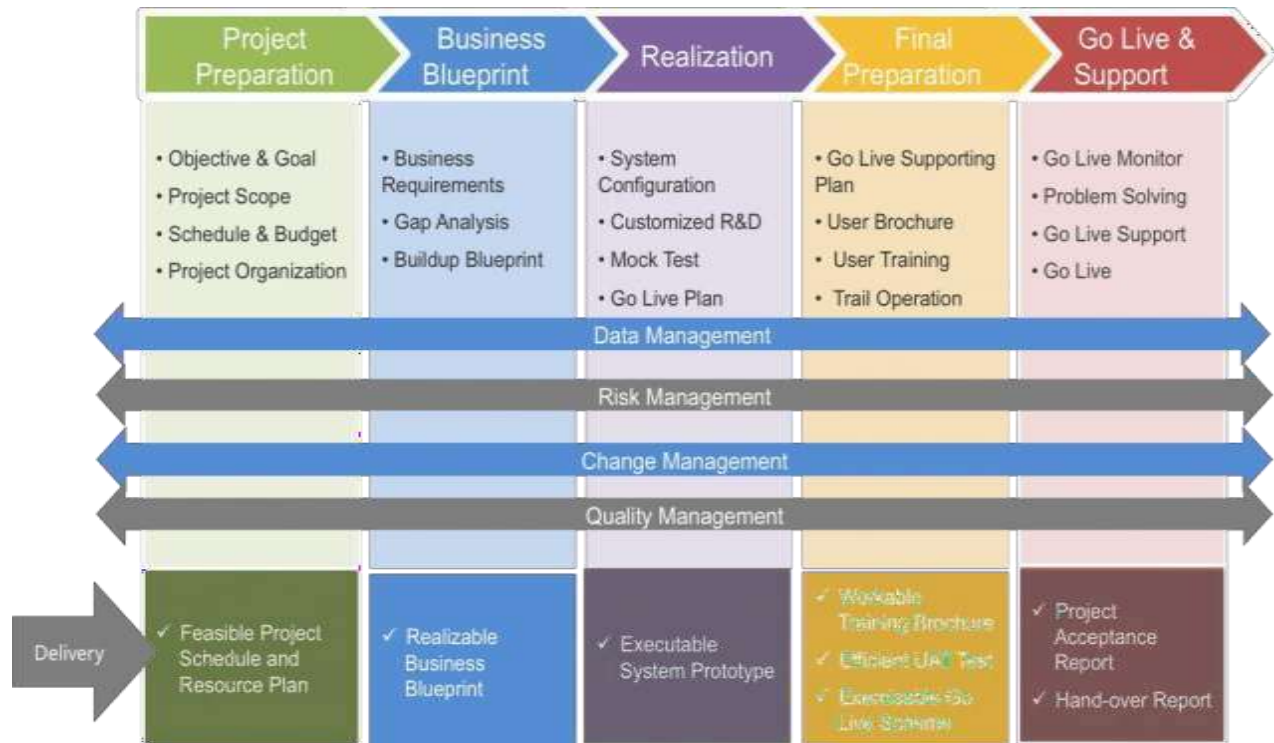 Project
Preparation
Business
Blueprint
Realization
Final
Preparation
Go Live &
Support
• Objective & Goal
• Project Scope
• Schedule & Budget
• Project Organization
• Business
Requirements
• Gap Analysis
• Buildup Blueprint
• System
Configuration
• Customized R&D
• Mock Test
• Go Live Plan
• Go Live Supporting
Plan
• User Brochure
• User Training
• Trail Operation
• Go Live Monitor
• Problem Solving
• Go Live Support
• Go Live
Data Management
Risk Management
Change Management
Quality Management
Delivery
✓ Feasible Project
Schedule and
Resource Plan
✓ Realizable
Business
Blueprint
✓ Executable
System Prototype
✓ Workable
Training Brochure
✓ Efficient UAT Test
✓ Executable Go
Live Scheme
✓ Project
Acceptance
Report
✓ Hand-over Report